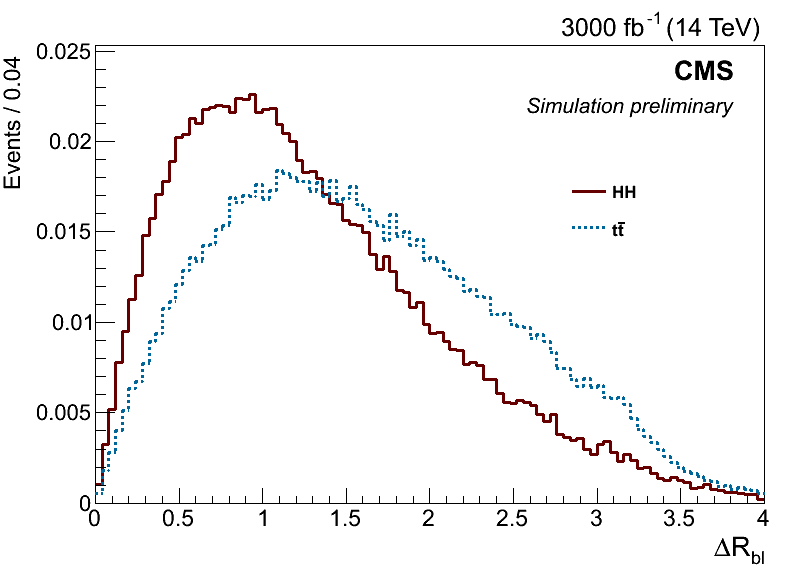 3000 fb⁻¹ (14 TeV)
Events / 0.04
0.025
0.02
0.015
0.01
0.005
0
CMS
Simulation preliminary
HH
tt̄
0 0.5 1 1.5 2 2.5 3 3.5 4
ΔR_bl